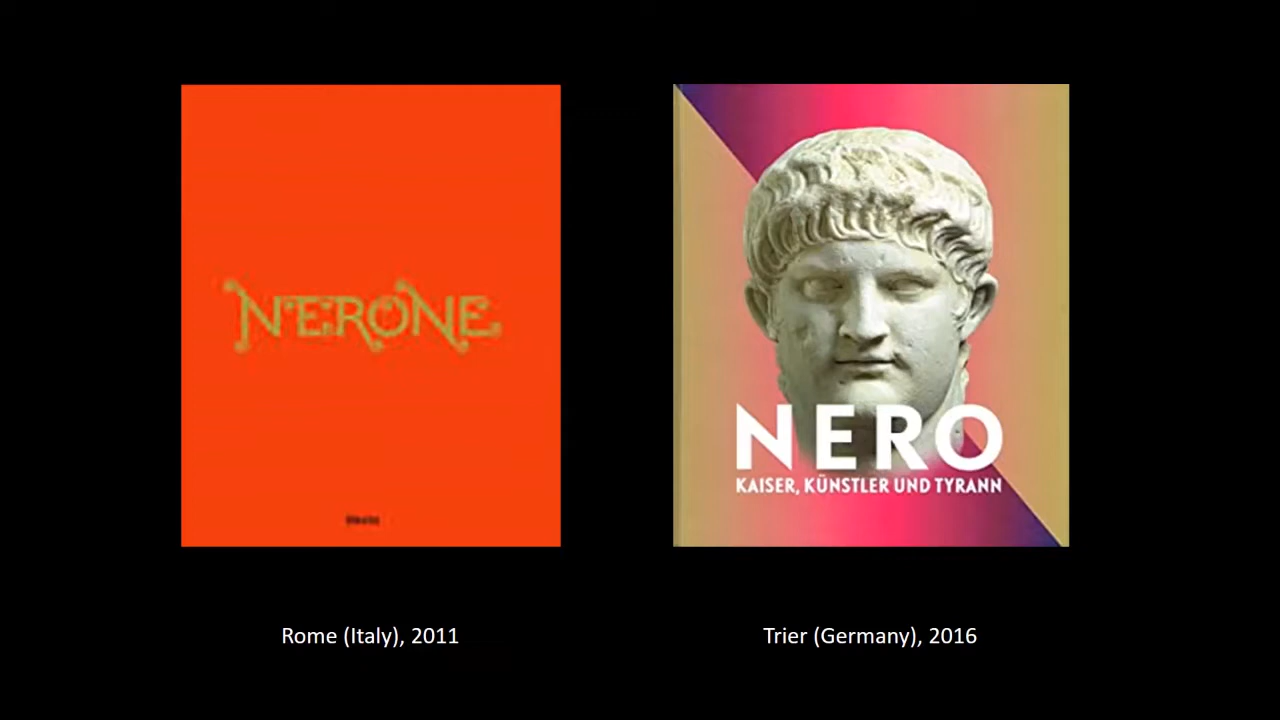 NERONE
Rome (Italy), 2011
NERO
KAISER, KÜNSTLER UND TYRANN
Trier (Germany), 2016